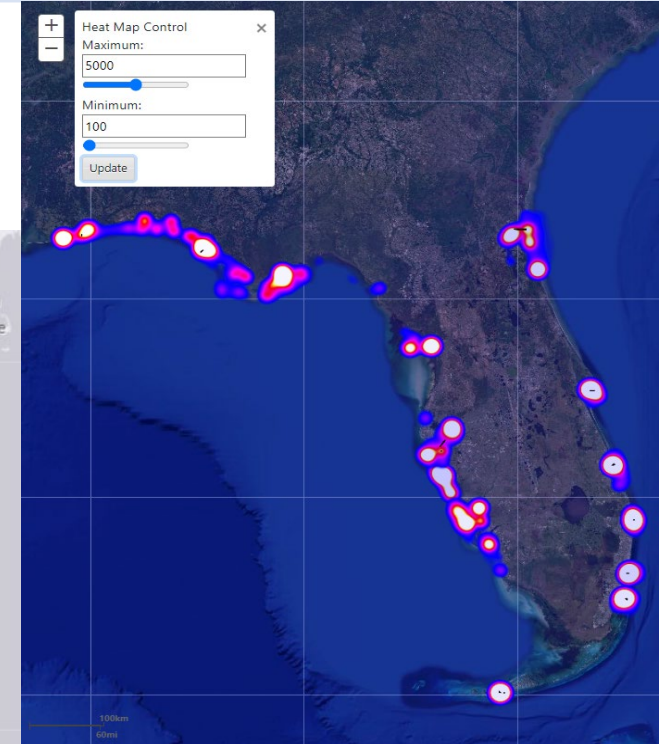 +
−
Heat Map Control ×
Maximum:
5000
Minimum:
100
Update
e
100km
60mi